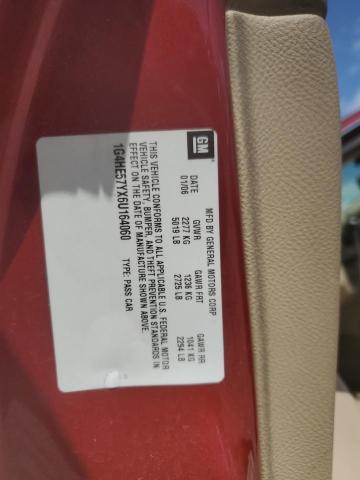 GM
MFD BY GENERAL MOTORS CORP
DATE GVWR GAWR FRT GAWR RR
01/06 2277 KG 1236 KG 1041 KG
5019 LB 2725 LB 2294 LB
THIS VEHICLE CONFORMS TO ALL APPLICABLE U.S. FEDERAL MOTOR
VEHICLE SAFETY, BUMPER, AND THEFT PREVENTION STANDARDS IN
EFFECT ON THE DATE OF MANUFACTURE SHOWN ABOVE.
1G4HE57YX6U164060 TYPE: PASS CAR